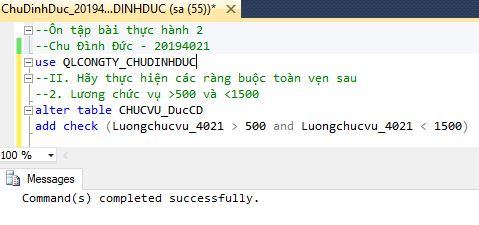 ChuDinhDuc_20194...DINHDUC (sa (55))* ×
--Ôn tập bài thực hành 2
--Chu Đình Đức - 20194021
use QLCONGTY_CHUDINHDUC
--II. Hãy thực hiện các ràng buộc toàn vẹn sau
--2. Lương chức vụ >500 và <1500
alter table CHUCVU_DucCD
add check (Luongchucvu_4021 > 500 and Luongchucvu_4021 < 1500)
100 %
Messages
Command(s) completed successfully.